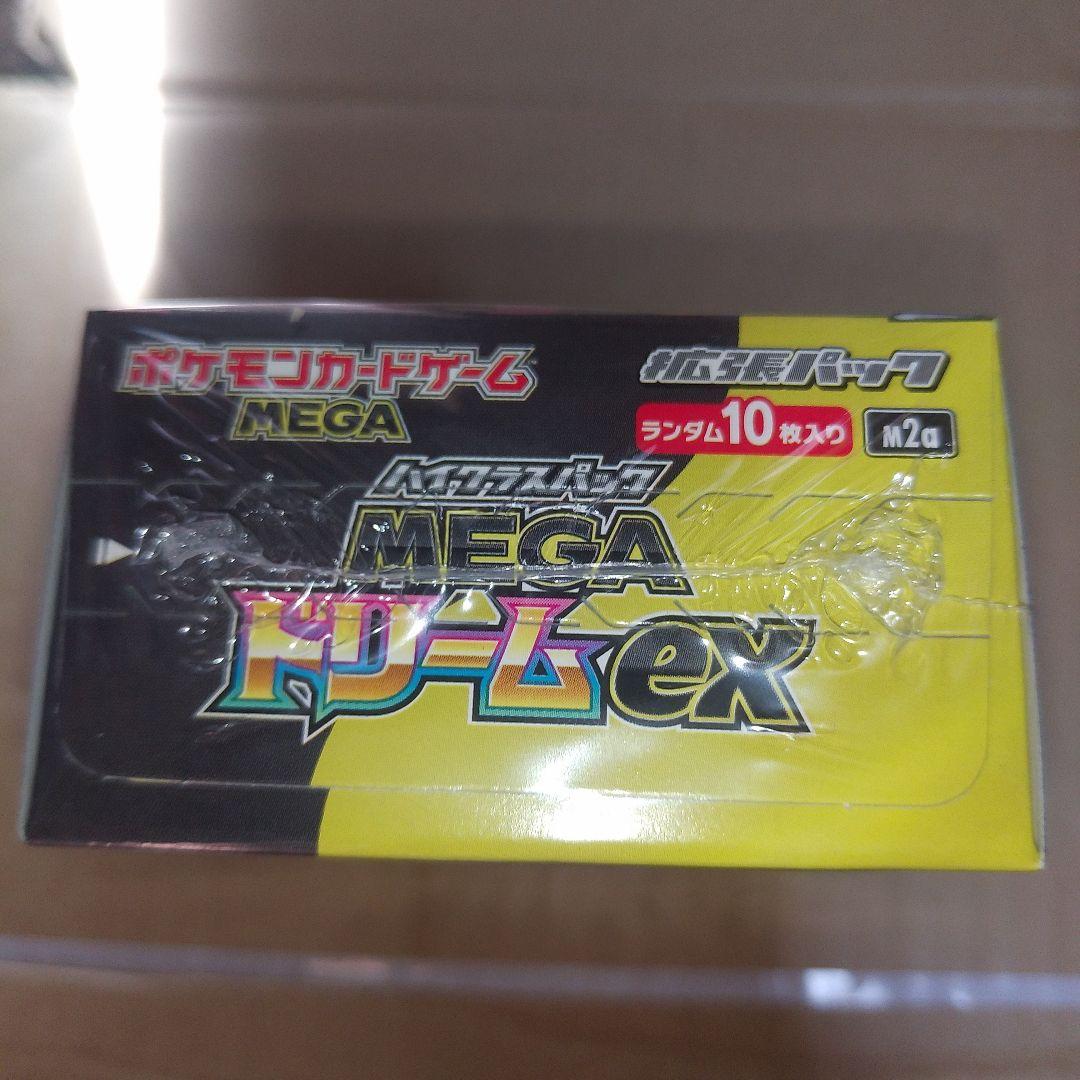 ポケモンカードゲーム
MEGA
拡張パック
ランダム10枚入り M2a
ハイクラスパック
MEGA
ドリームex